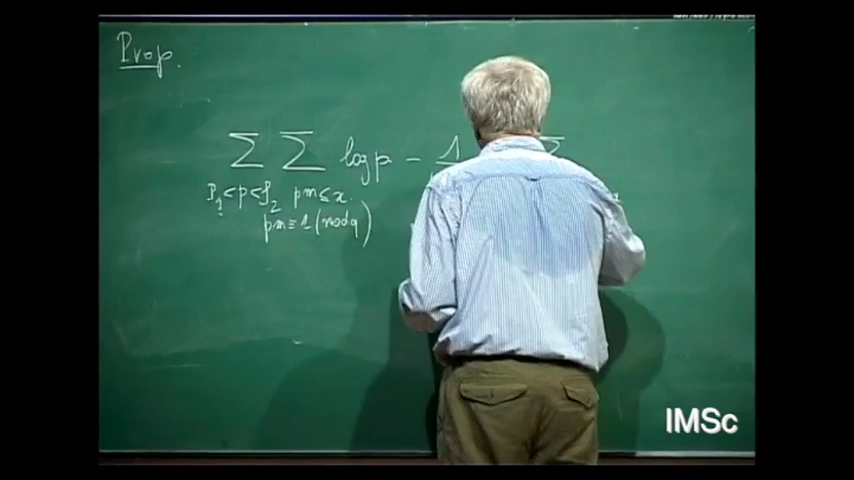 Prop.
Σ Σ log p - 1 Σ
P₁<p<P₂ pm≤x.
pm≡1(mod q)
IMSc